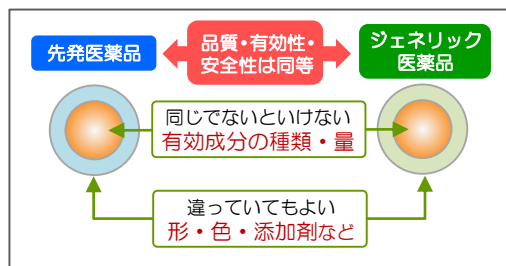 先発医薬品
品質・有効性・
安全性は同等
ジェネリック
医薬品
同じでないといけない
有効成分の種類・量
違っていてもよい
形・色・添加剤など